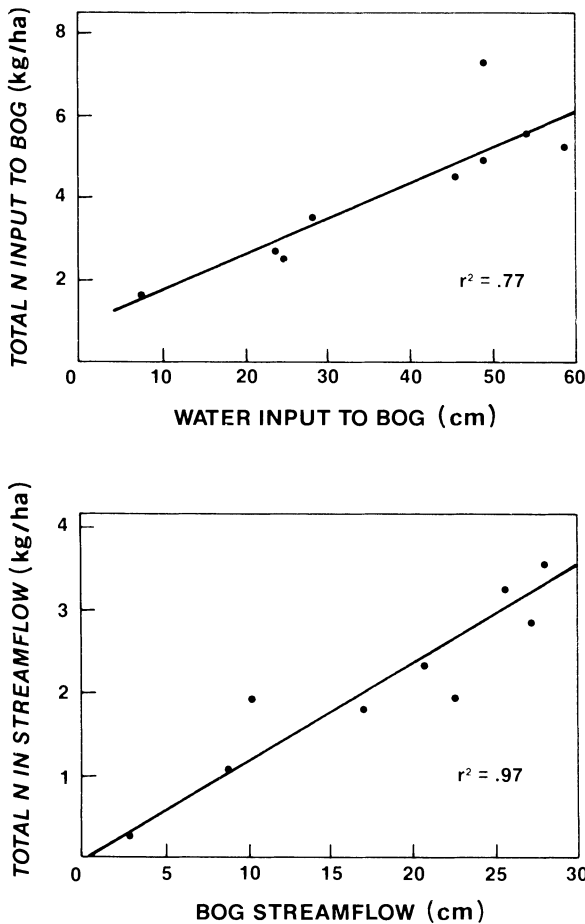 TOTAL N INPUT TO BOG (kg/ha)
8
6
4
2
r² = .77
0 10 20 30 40 50 60
WATER INPUT TO BOG (cm)
TOTAL N IN STREAMFLOW (kg/ha)
4
3
2
1
r² = .97
0 5 10 15 20 25 30
BOG STREAMFLOW (cm)